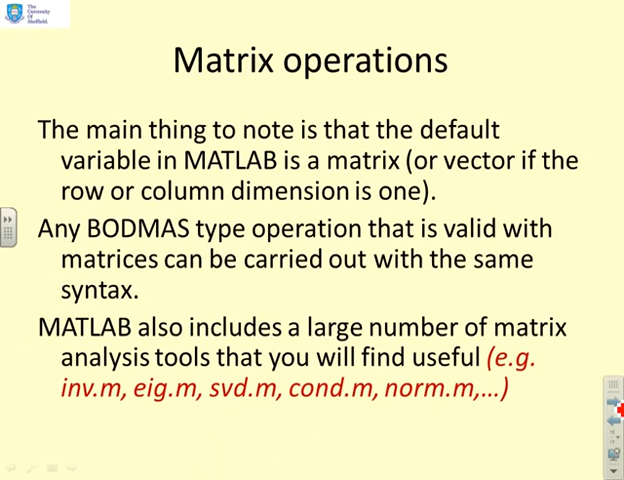 The
University
Of
Sheffield.
Matrix operations
The main thing to note is that the default
variable in MATLAB is a matrix (or vector if the
row or column dimension is one).
Any BODMAS type operation that is valid with
matrices can be carried out with the same
syntax.
MATLAB also includes a large number of matrix
analysis tools that you will find useful (e.g.
inv.m, eig.m, svd.m, cond.m, norm.m,...)